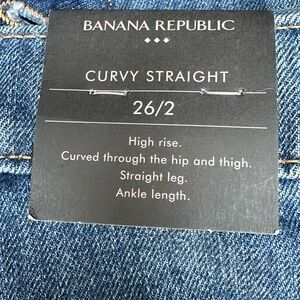 BANANA REPUBLIC
CURVY STRAIGHT
26/2
High rise.
Curved through the hip and thigh.
Straight leg.
Ankle length.